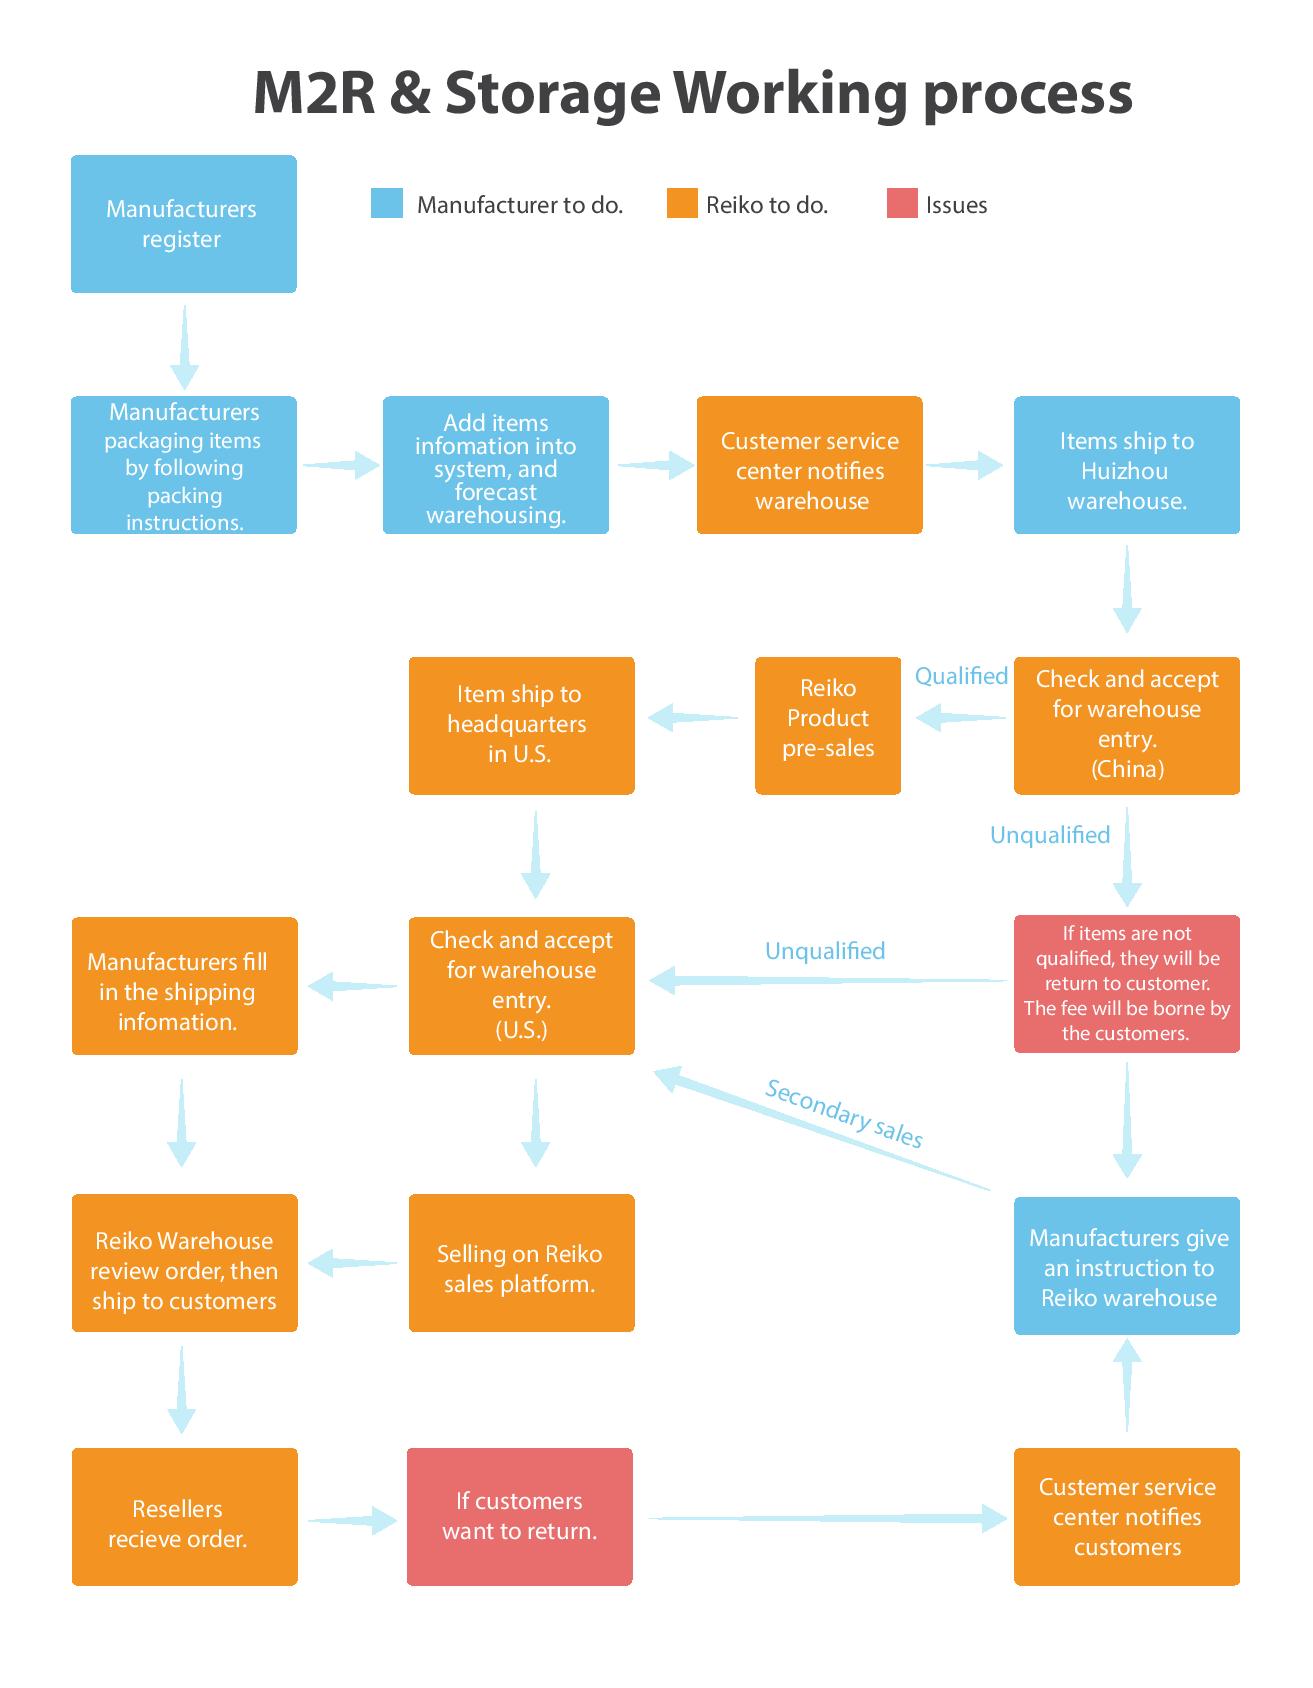 M2R & Storage Working process
Manufacturers
register
Manufacturer to do.
Reiko to do.
Issues
Manufacturers
packaging items
by following
packing
instructions.
Add items
infomation into
system, and
forecast
warehousing.
Custemer service
center notifies
warehouse
Items ship to
Huizhou
warehouse.
Item ship to
headquarters
in U.S.
Reiko
Product
pre-sales
Qualified
Check and accept
for warehouse
entry.
(China)
Unqualified
Manufacturers fill
in the shipping
infomation.
Check and accept
for warehouse
entry.
(U.S.)
Unqualified
If items are not
qualified, they will be
return to customer.
The fee will be borne by
the customers.
Secondary sales
Reiko Warehouse
review order, then
ship to customers
Selling on Reiko
sales platform.
Manufacturers give
an instruction to
Reiko warehouse
Resellers
recieve order.
If customers
want to return.
Custemer service
center notifies
customers